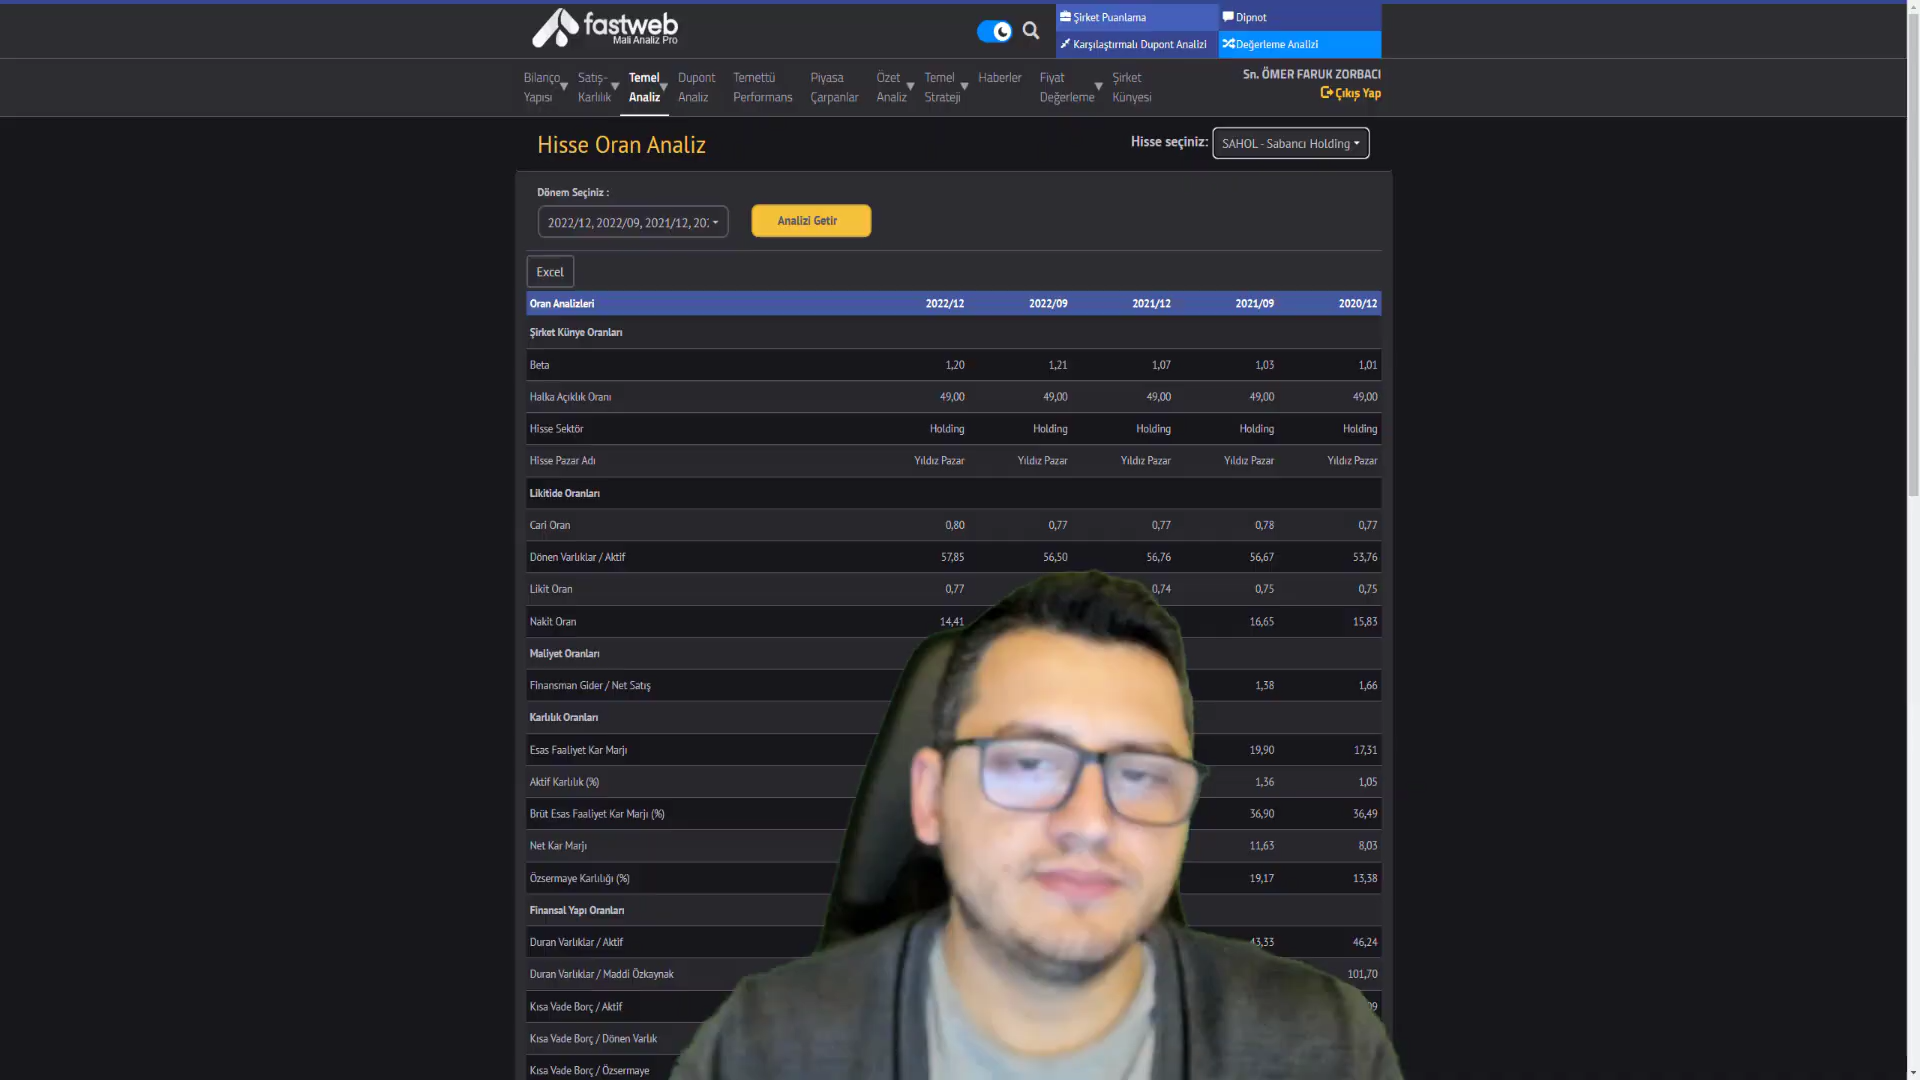 fastweb
Mali Analiz Pro
Şirket Puanlama
Dipnot
Karşılaştırmalı Dupont Analizi
Değerleme Analizi
Bilanço Yapısı
Satış-Karlılık
Temel Analiz
Dupont Analiz
Temettü Performans
Piyasa Çarpanlar
Özet Analiz
Temel Strateji
Haberler
Fiyat Değerleme
Şirket Künyesi
Sn. ÖMER FARUK ZORBACI
Çıkış Yap
Hisse Oran Analiz
Hisse seçiniz: SAHOL - Sabancı Holding
Dönem Seçiniz :
2022/12, 2022/09, 2021/12, 20
Analizi Getir
Excel
Oran Analizleri 2022/12 2022/09 2021/12 2021/09 2020/12
Şirket Künye Oranları
Beta 1,20 1,21 1,07 1,03 1,01
Halka Açıklık Oranı 49,00 49,00 49,00 49,00 49,00
Hisse Sektör Holding Holding Holding Holding Holding
Hisse Pazar Adı Yıldız Pazar Yıldız Pazar Yıldız Pazar Yıldız Pazar Yıldız Pazar
Likitide Oranları
Cari Oran 0,80 0,77 0,77 0,78 0,77
Dönen Varlıklar / Aktif 57,85 56,50 56,76 56,67 53,76
Likit Oran 0,77 0,74 0,75 0,75
Nakit Oran 14,41 16,65 15,83
Maliyet Oranları
Finansman Gider / Net Satış 1,38 1,66
Karlılık Oranları
Esas Faaliyet Kar Marjı 19,90 17,31
Aktif Karlılık (%) 1,36 1,05
Brüt Esas Faaliyet Kar Marjı (%) 36,90 36,49
Net Kar Marjı 11,63 8,03
Özsermaye Karlılığı (%) 19,17 13,38
Finansal Yapı Oranları
Duran Varlıklar / Aktif 43,33 46,24
Duran Varlıklar / Maddi Özkaynak 101,70
Kısa Vade Borç / Aktif
Kısa Vade Borç / Dönen Varlık
Kısa Vade Borç / Özsermaye